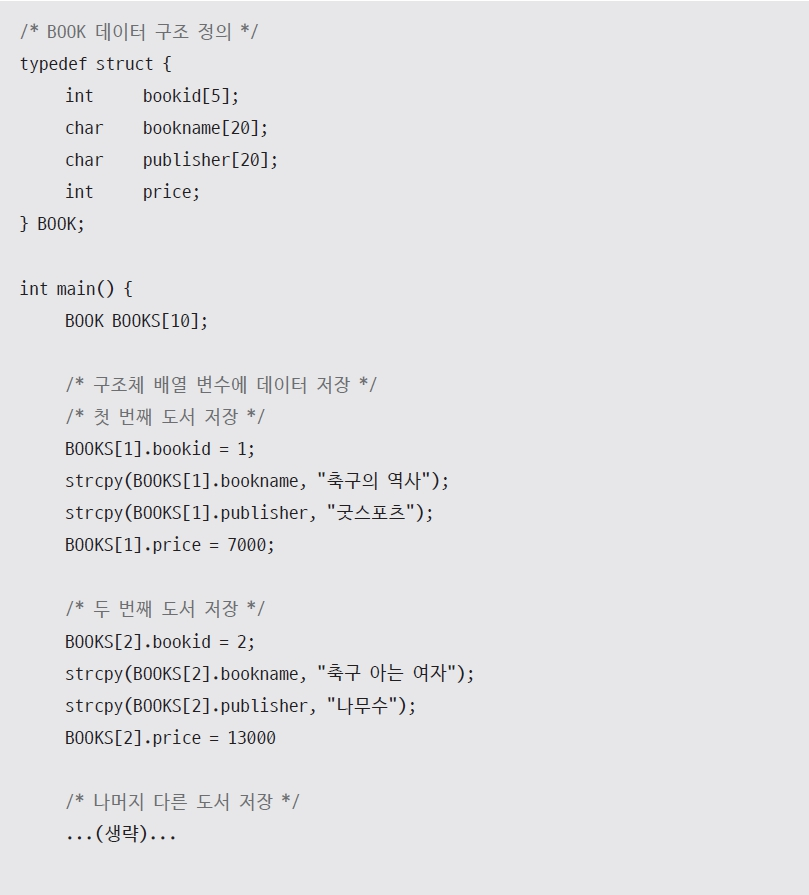 /* BOOK 데이터 구조 정의 */
typedef struct {
int bookid[5];
char bookname[20];
char publisher[20];
int price;
} BOOK;
int main() {
BOOK BOOKS[10];
/* 구조체 배열 변수에 데이터 저장 */
/* 첫 번째 도서 저장 */
BOOKS[1].bookid = 1;
strcpy(BOOKS[1].bookname, "축구의 역사");
strcpy(BOOKS[1].publisher, "굿스포츠");
BOOKS[1].price = 7000;
/* 두 번째 도서 저장 */
BOOKS[2].bookid = 2;
strcpy(BOOKS[2].bookname, "축구 아는 여자");
strcpy(BOOKS[2].publisher, "나무수");
BOOKS[2].price = 13000
/* 나머지 다른 도서 저장 */
...(생략)...